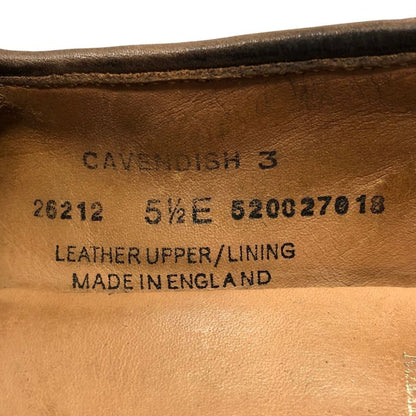 CAVENDISH 3
26212 5½E 520027018
LEATHER UPPER/LINING
MADE IN ENGLAND